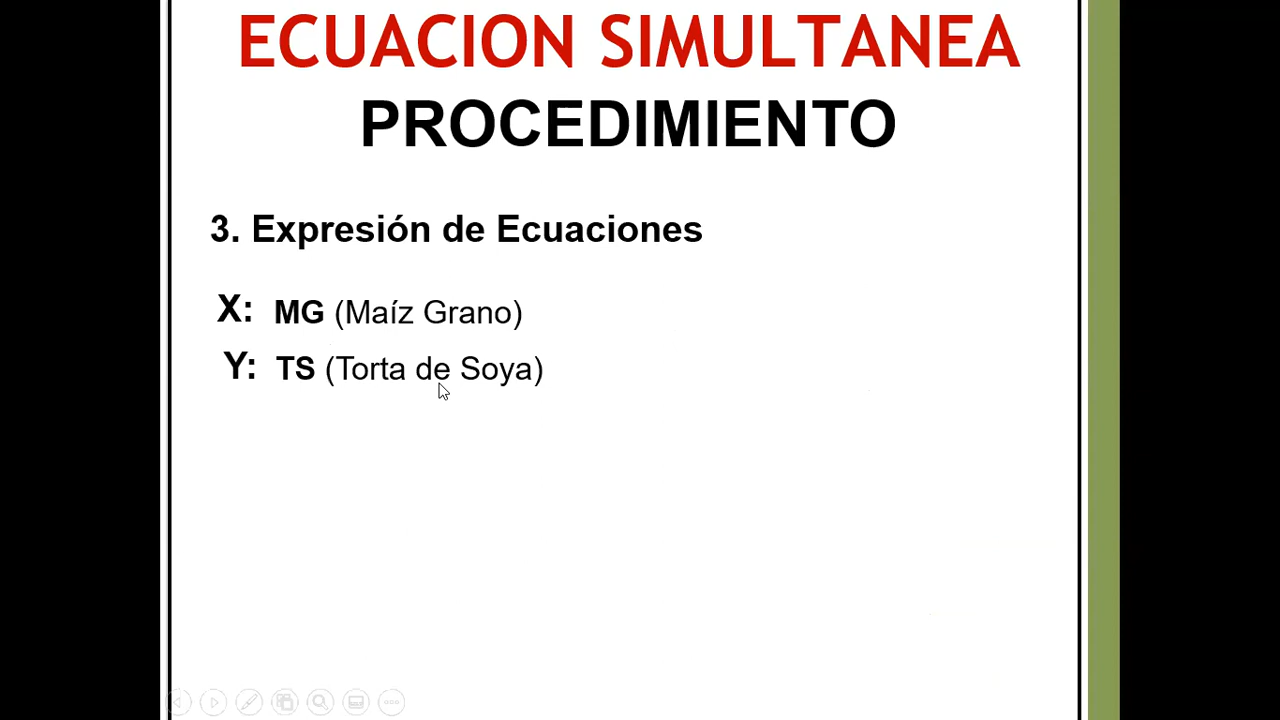 ECUACION SIMULTANEA
PROCEDIMIENTO
3. Expresión de Ecuaciones
X: MG (Maíz Grano)
Y: TS (Torta de Soya)